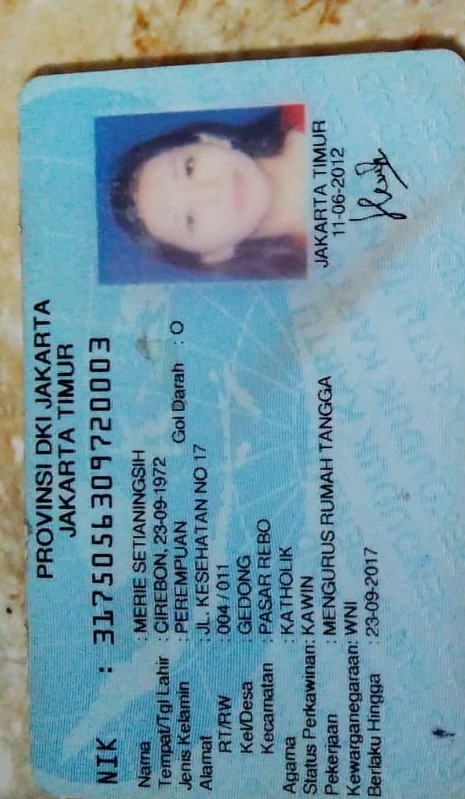 PROVINSI DKI JAKARTA
JAKARTA TIMUR
NIK : 3175056309720003
Nama : MERIE SETIANINGSIH
Tempat/Tgl Lahir : CIREBON, 23-09-1972
Jenis Kelamin : PEREMPUAN Gol Darah : O
Alamat : JL. KESEHATAN NO 17
RT/RW : 004 / 011
Kel/Desa : GEDONG
Kecamatan : PASAR REBO
Agama : KATHOLIK
Status Perkawinan: KAWIN
Pekerjaan : MENGURUS RUMAH TANGGA
Kewarganegaraan: WNI
Berlaku Hingga : 23-09-2017
JAKARTA TIMUR
11-06-2012